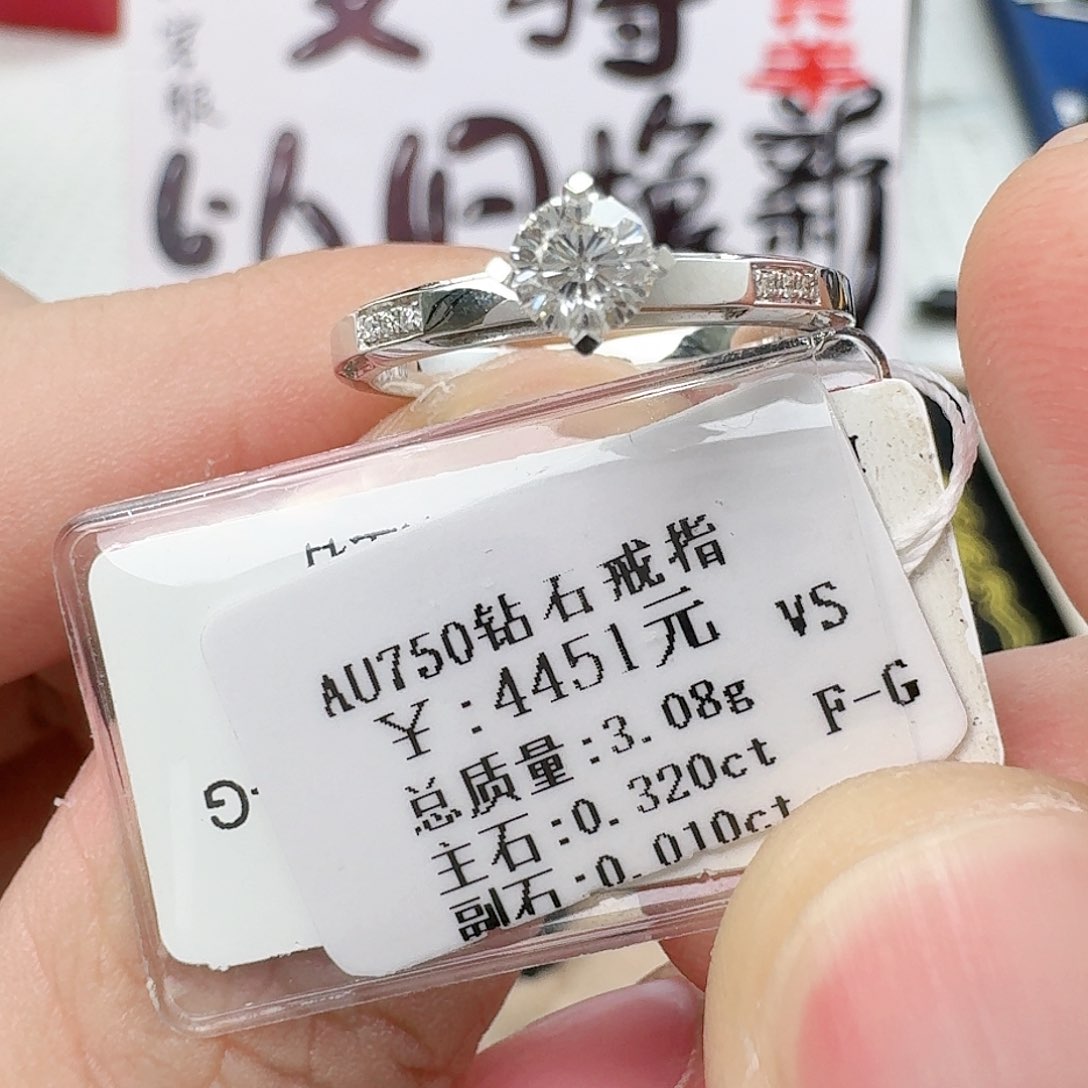 以旧换新
AU750钻石戒指
￥:4451元 VS
总质量:3.08g F-G
主石:0.320ct
副石:0.010ct
G